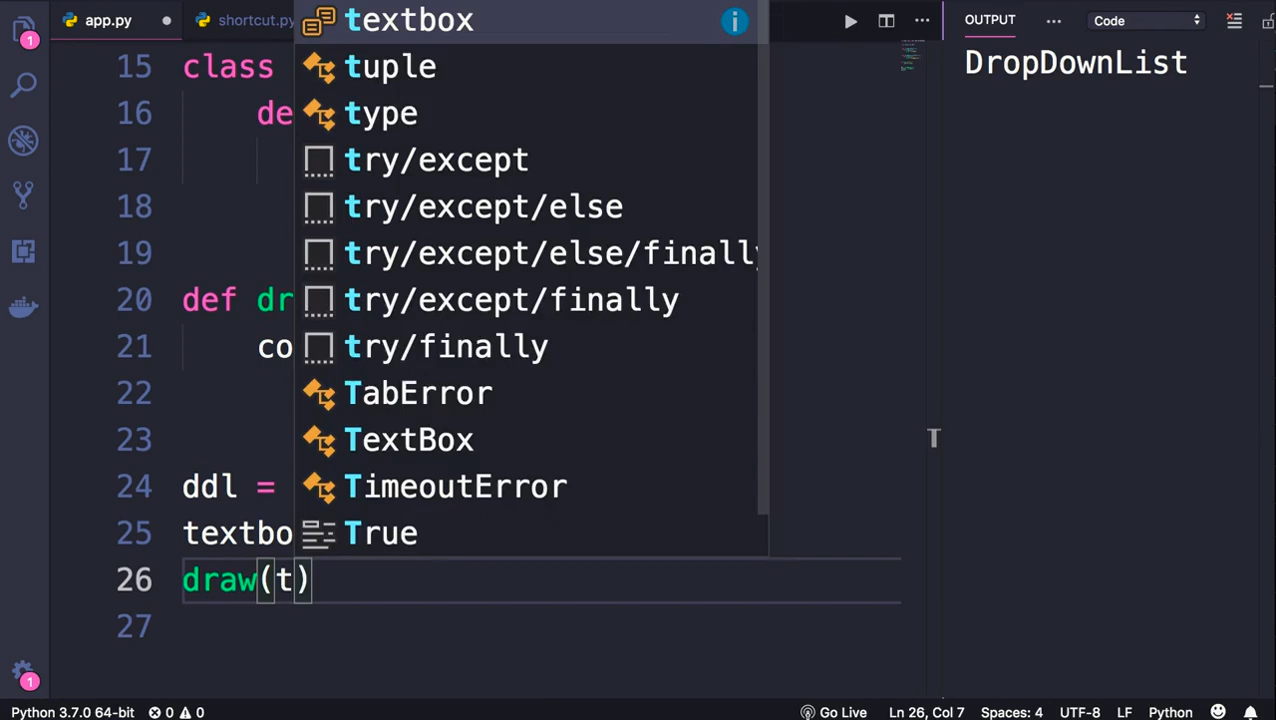 app.py
shortcut.py
OUTPUT
Code
DropDownList
textbox
tuple
type
try/except
try/except/else
try/except/else/finally
try/except/finally
try/finally
TabError
TextBox
TimeoutError
True
15 class
16 de
17
18
19
20 def dr
21 co
22
23
24 ddl =
25 textbo
26 draw(t)
27
1
1
Python 3.7.0 64-bit 0 0
Go Live Ln 26, Col 7 Spaces: 4 UTF-8 LF Python